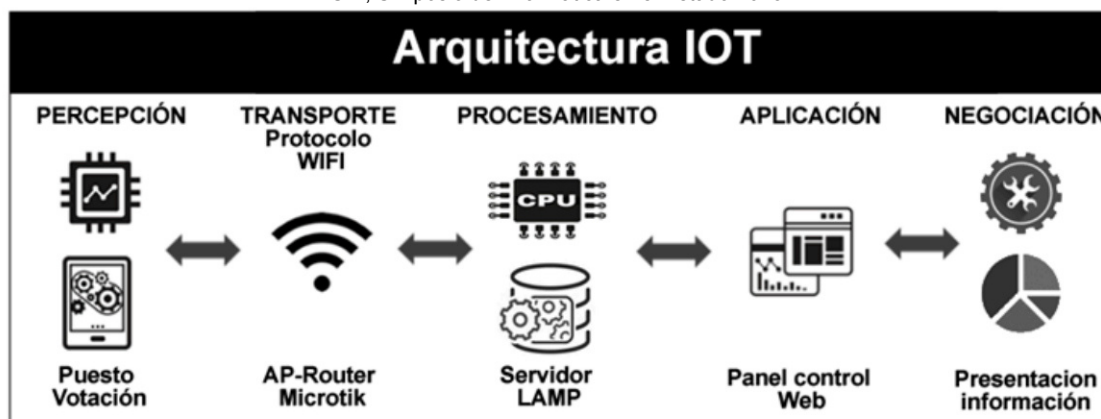 Arquitectura IOT
PERCEPCIÓN
TRANSPORTE
Protocolo
WIFI
PROCESAMIENTO
APLICACIÓN
NEGOCIACIÓN
CPU
Puesto
Votación
AP-Router
Microtik
Servidor
LAMP
Panel control
Web
Presentacion
información